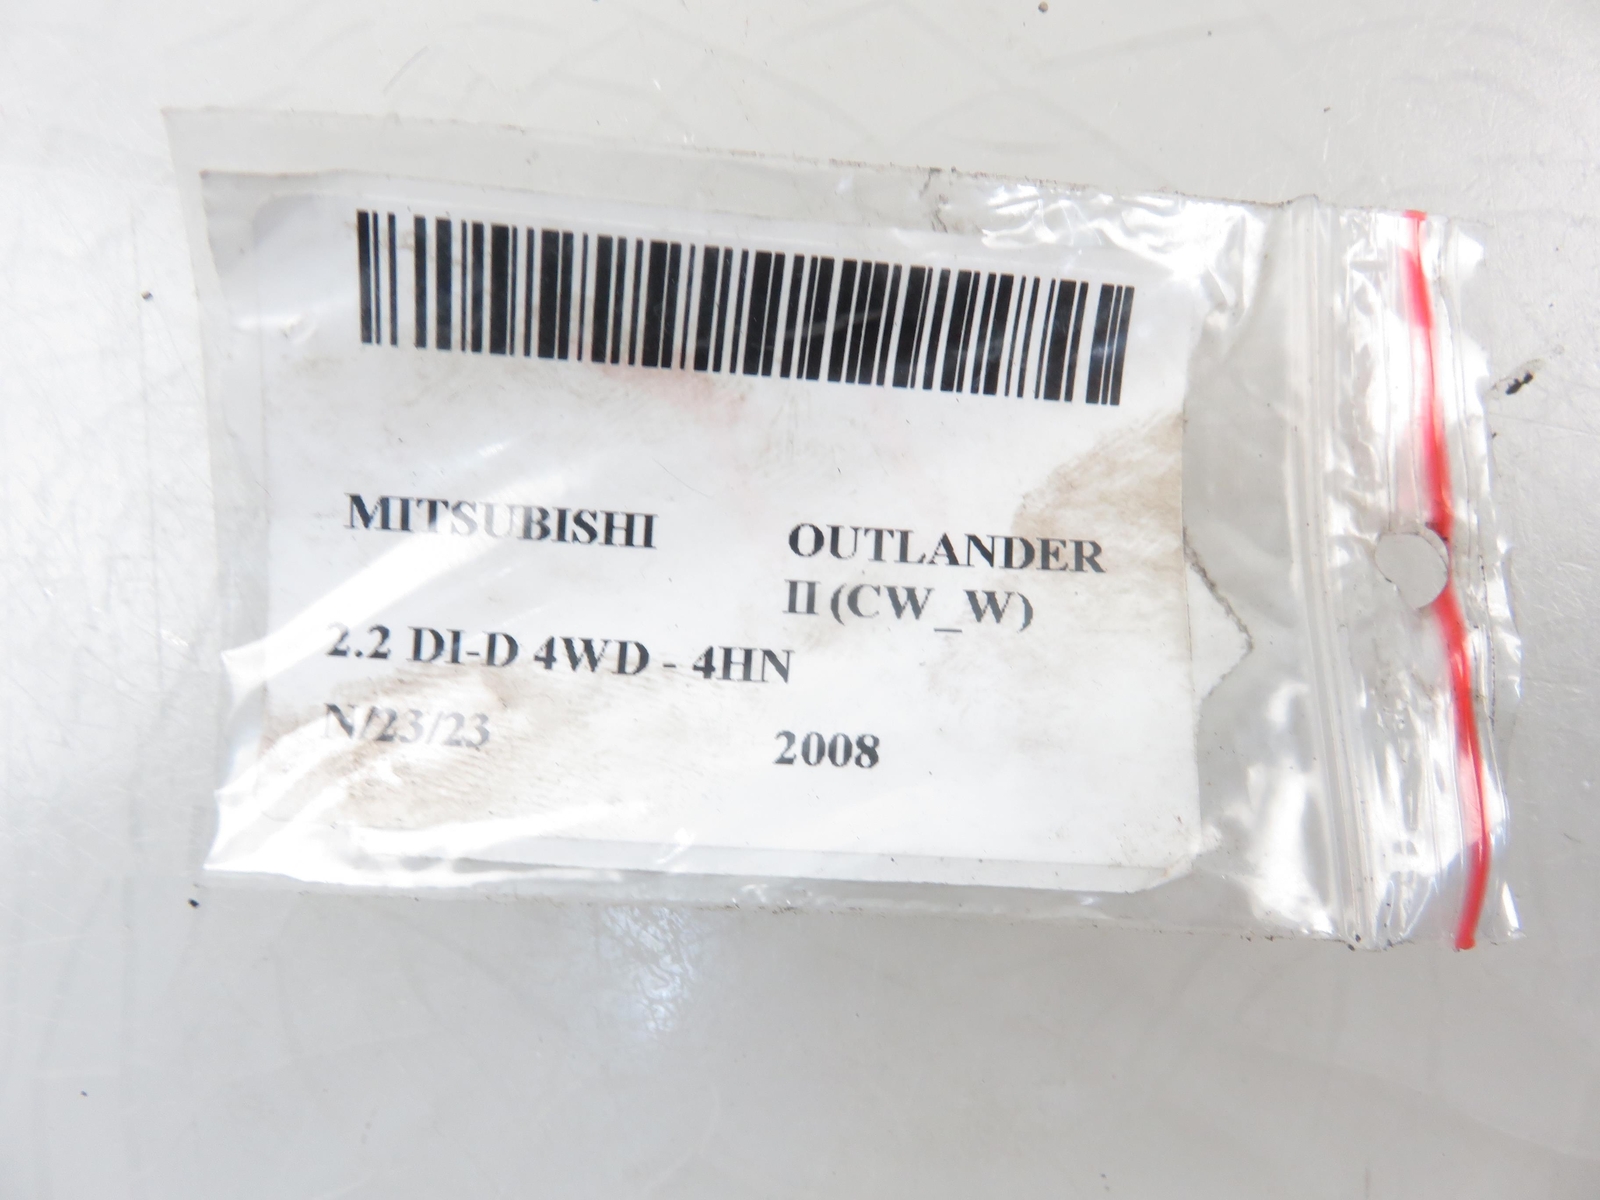 MITSUBISHI
OUTLANDER
II (CW_W)
2.2 DI-D 4WD - 4HN
N/23/23
2008